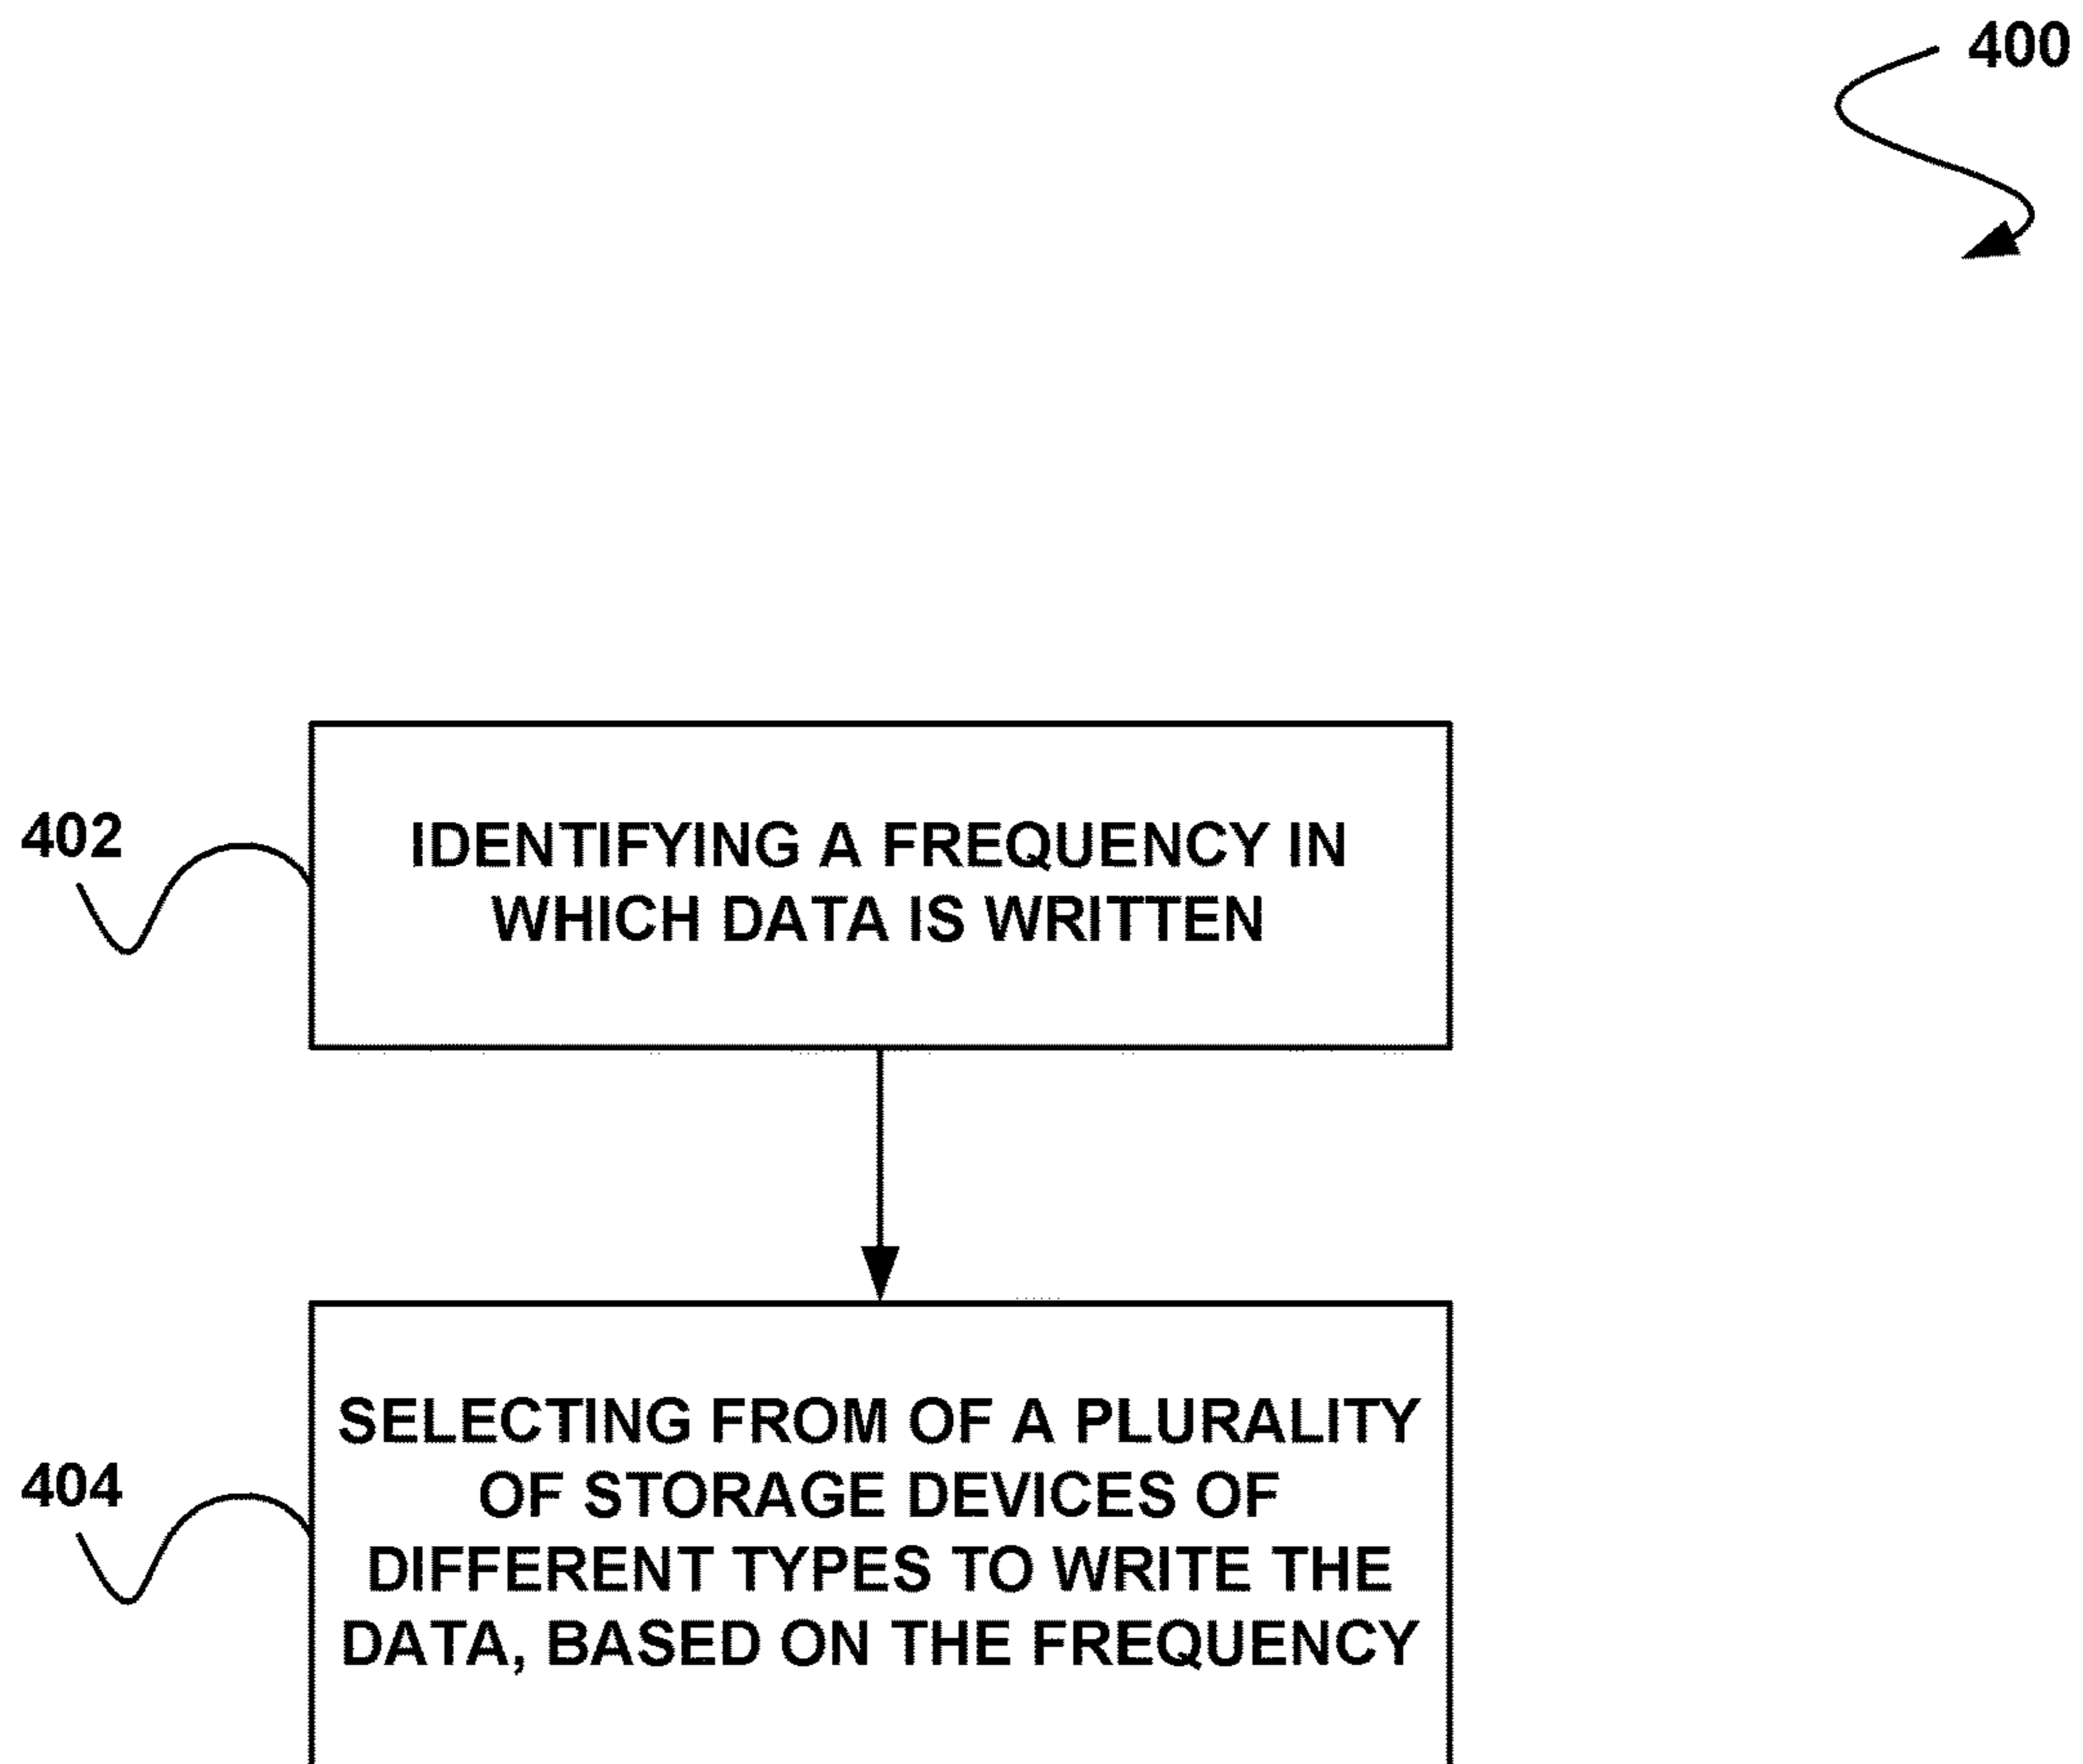 400
402
IDENTIFYING A FREQUENCY IN
WHICH DATA IS WRITTEN
404
SELECTING FROM OF A PLURALITY
OF STORAGE DEVICES OF
DIFFERENT TYPES TO WRITE THE
DATA, BASED ON THE FREQUENCY